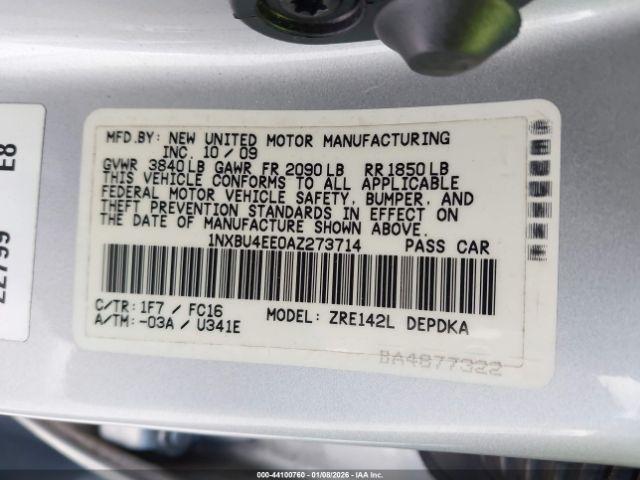 MFD.BY: NEW UNITED MOTOR MANUFACTURING
INC. 10 / 09
GVWR 3840 LB GAWR FR 2090 LB RR 1850 LB
THIS VEHICLE CONFORMS TO ALL APPLICABLE
FEDERAL MOTOR VEHICLE SAFETY, BUMPER, AND
THEFT PREVENTION STANDARDS IN EFFECT ON
THE DATE OF MANUFACTURE SHOWN ABOVE.
1NXBU4EE0AZ273714 PASS CAR
C/TR: 1F7 / FC16
A/TM: -03A / U341E
MODEL: ZRE142L DEPDKA
BA4877322
E8
000-44100760 - 01/08/2026 - IAA Inc.